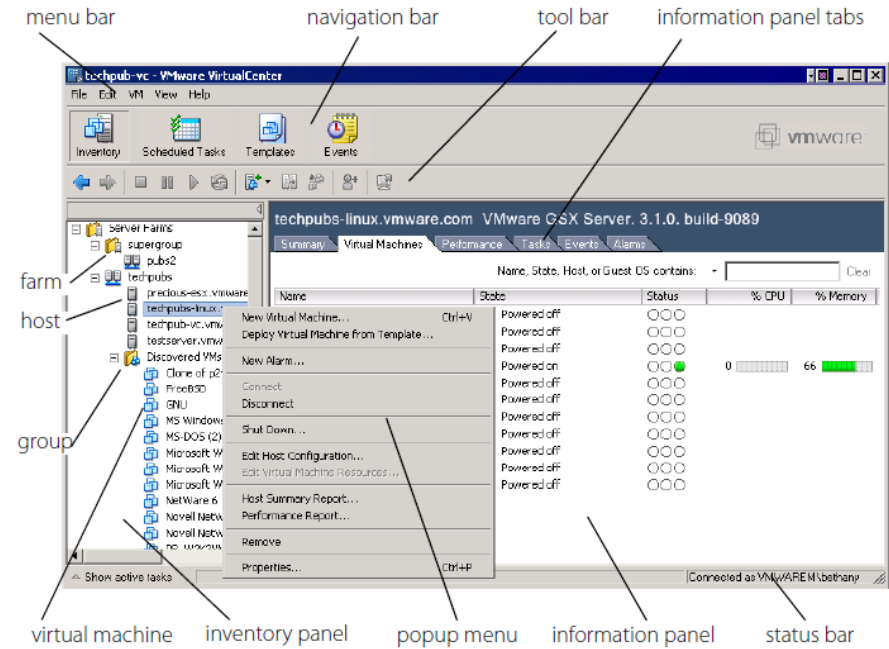 menu bar navigation bar tool bar information panel tabs
techpub-vc - VMware VirtualCenter
File Edit VM View Help
Inventory Scheduled Tasks Templates Events
vmware
techpubs-linux.vmware.com VMware GSX Server. 3.1.0. build-9089
Summary Virtual Machines Performance Tasks Events Alarms
Name, State, Host, or Guest OS contains: Clear
Name State Status % CPU % Memory
Server Farms
supergroup
pubs2
farm
techpubs
precious-esx.vmware
host
techpubs-linux.
techpub-vc.vmw
testserver.vmw
Discovered VMs
Clone of p2
FreeBSD
GNU
MS Windows
MS-DOS (2)
group
Microsoft W
Microsoft W
Microsoft W
NetWare 6
Novell NetW
Novell NetW
New Virtual Machine... Ctrl+V
Deploy Virtual Machine from Template...
New Alarm...
Connect
Disconnect
Shut Down...
Edit Host Configuration...
Edit Virtual Machine Resources...
Host Summary Report...
Performance Report...
Remove
Properties... Ctrl+P
Powered off
Powered off
Powered off
Powered on 0 66
Powered off
Powered off
Powered off
Powered off
Powered off
Powered off
Powered off
Show active tasks Connected as VMWAREM\bethany
virtual machine inventory panel popup menu information panel status bar